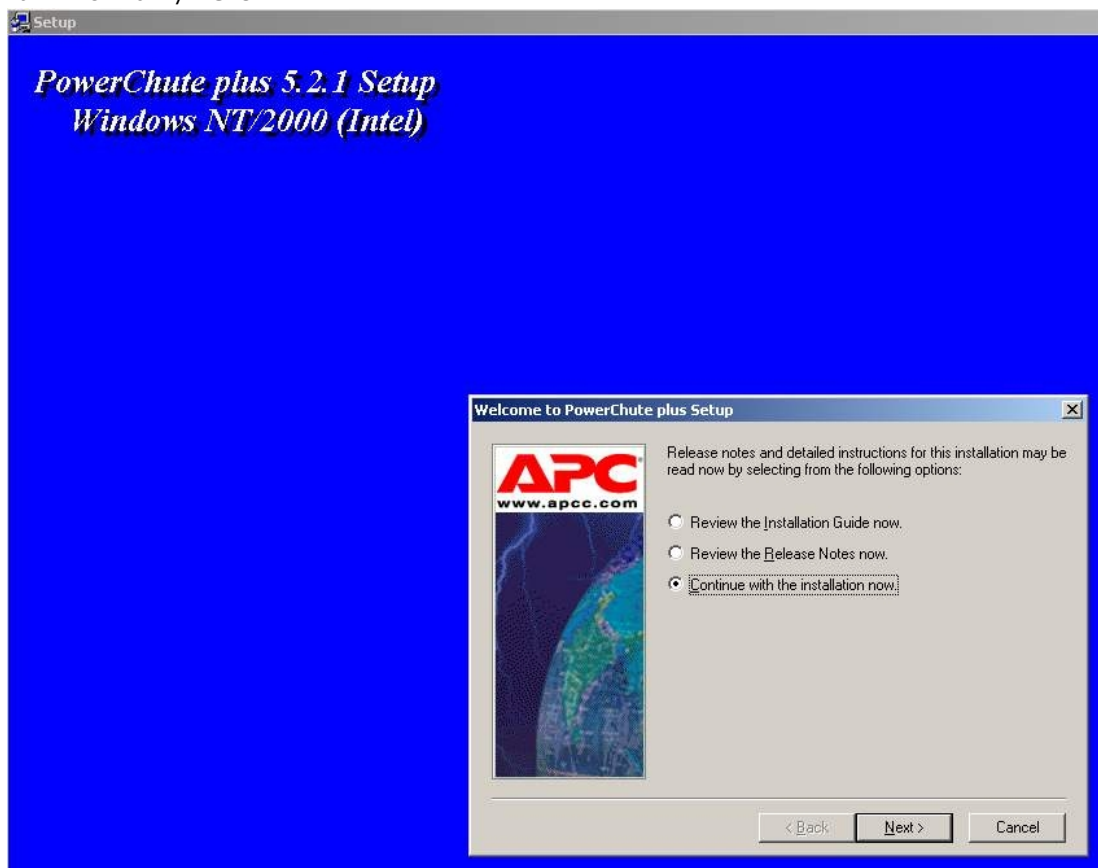 Setup
PowerChute plus 5.2.1 Setup
Windows NT/2000 (Intel)
Welcome to PowerChute plus Setup
APC
www.apcc.com
Release notes and detailed instructions for this installation may be
read now by selecting from the following options:
Review the Installation Guide now.
Review the Release Notes now.
Continue with the installation now.
< Back
Next >
Cancel